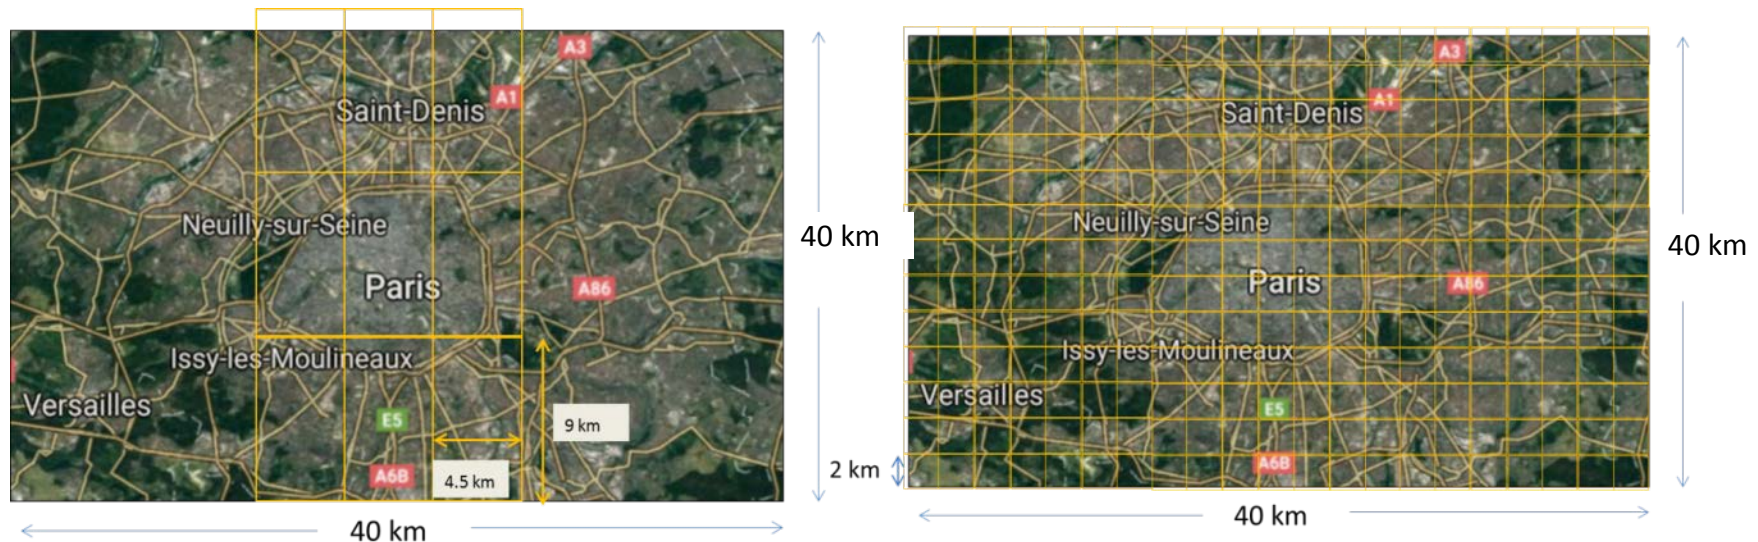 A3
A1
Saint-Denis
Neuilly-sur-Seine
Paris
A86
Issy-les-Moulineaux
Versailles
E5
A6B
9 km
4.5 km
40 km
40 km
A3
A1
Saint-Denis
Neuilly-sur-Seine
Paris
A86
Issy-les-Moulineaux
Versailles
E5
A6B
2 km
40 km
40 km